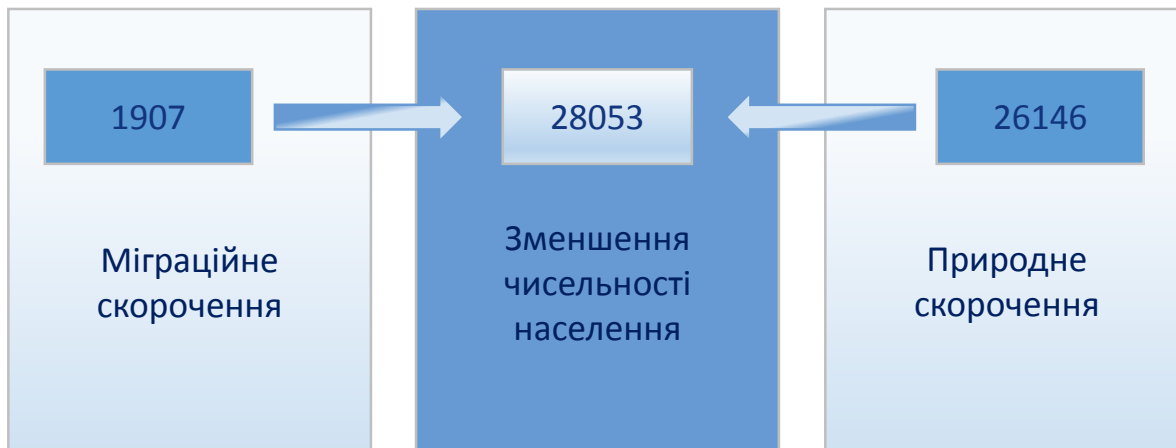 1907
Міграційне
скорочення
28053
Зменшення
чисельності
населення
26146
Природне
скорочення